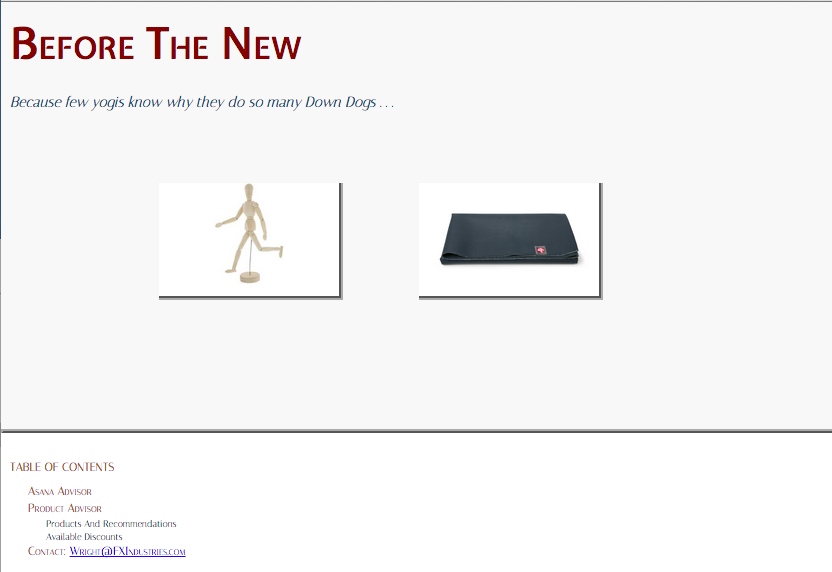 Before The New
Because few yogis know why they do so many Down Dogs . . .
TABLE OF CONTENTS
Asana Advisor
Product Advisor
Products And Recommendations
Available Discounts
Contact: Wright@FXIndustries.com